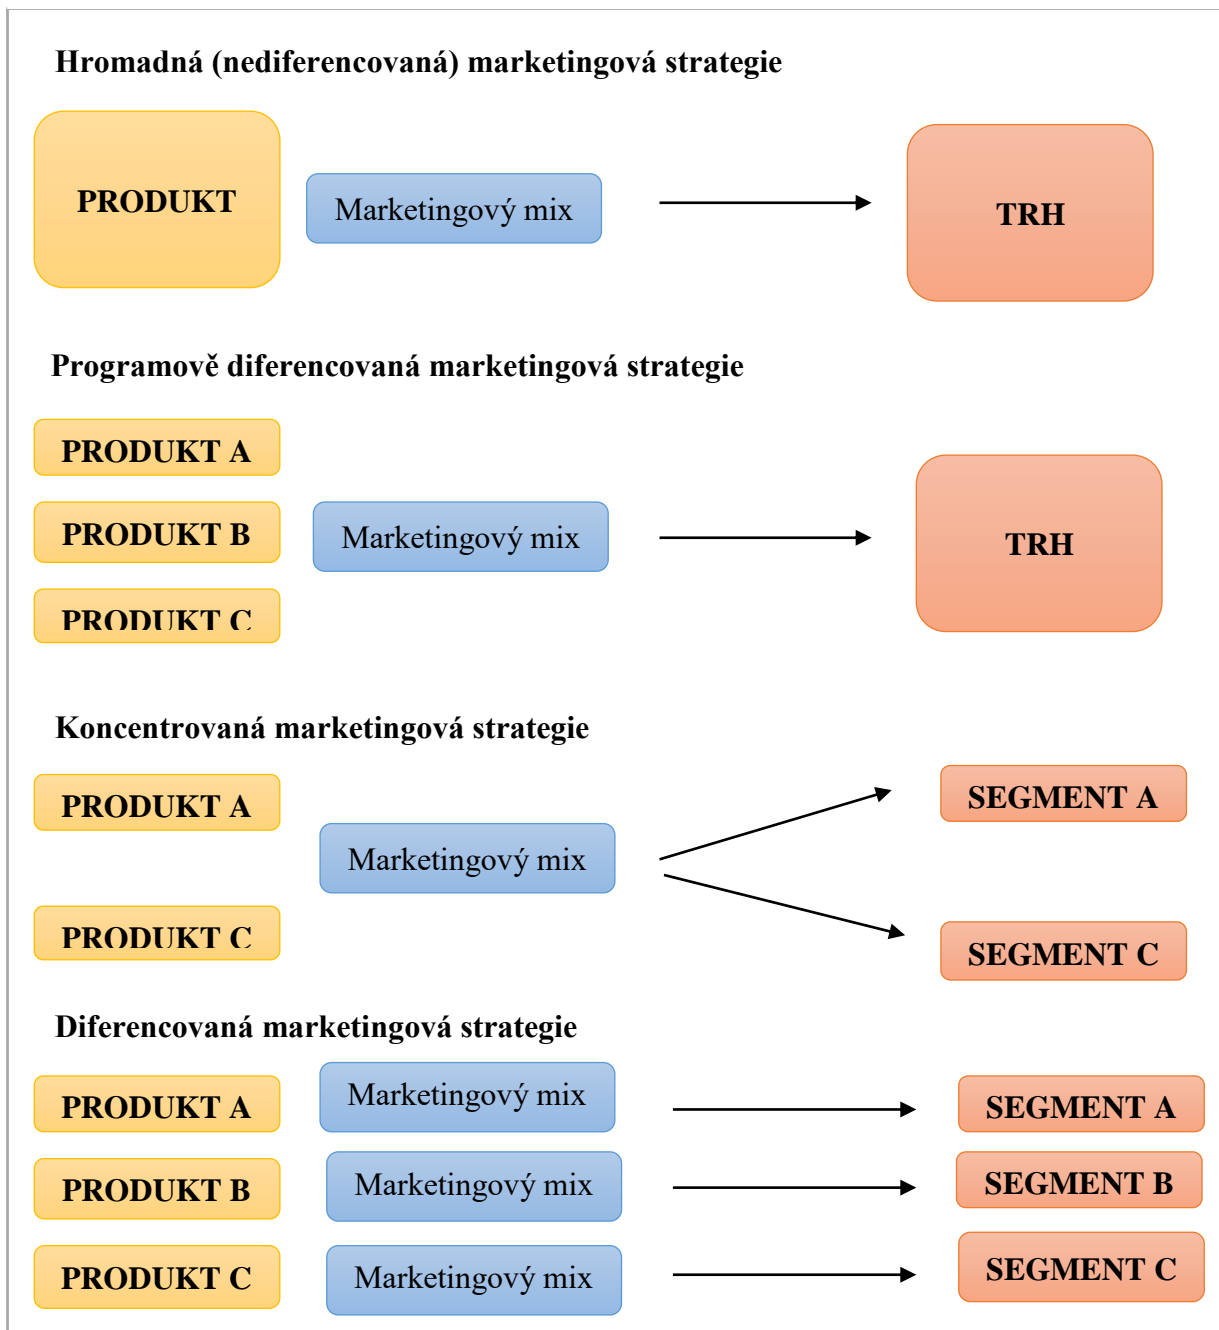 Hromadná (nediferencovaná) marketingová strategie
PRODUKT
Marketingový mix
TRH
Programově diferencovaná marketingová strategie
PRODUKT A
PRODUKT B
Marketingový mix
TRH
PRODUKT C
Koncentrovaná marketingová strategie
PRODUKT A
SEGMENT A
Marketingový mix
PRODUKT C
SEGMENT C
Diferencovaná marketingová strategie
PRODUKT A
Marketingový mix
SEGMENT A
PRODUKT B
Marketingový mix
SEGMENT B
PRODUKT C
Marketingový mix
SEGMENT C